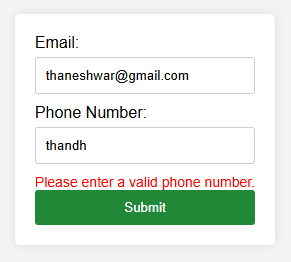 Email:
thaneshwar@gmail.com
Phone Number:
thandh
Please enter a valid phone number.
Submit